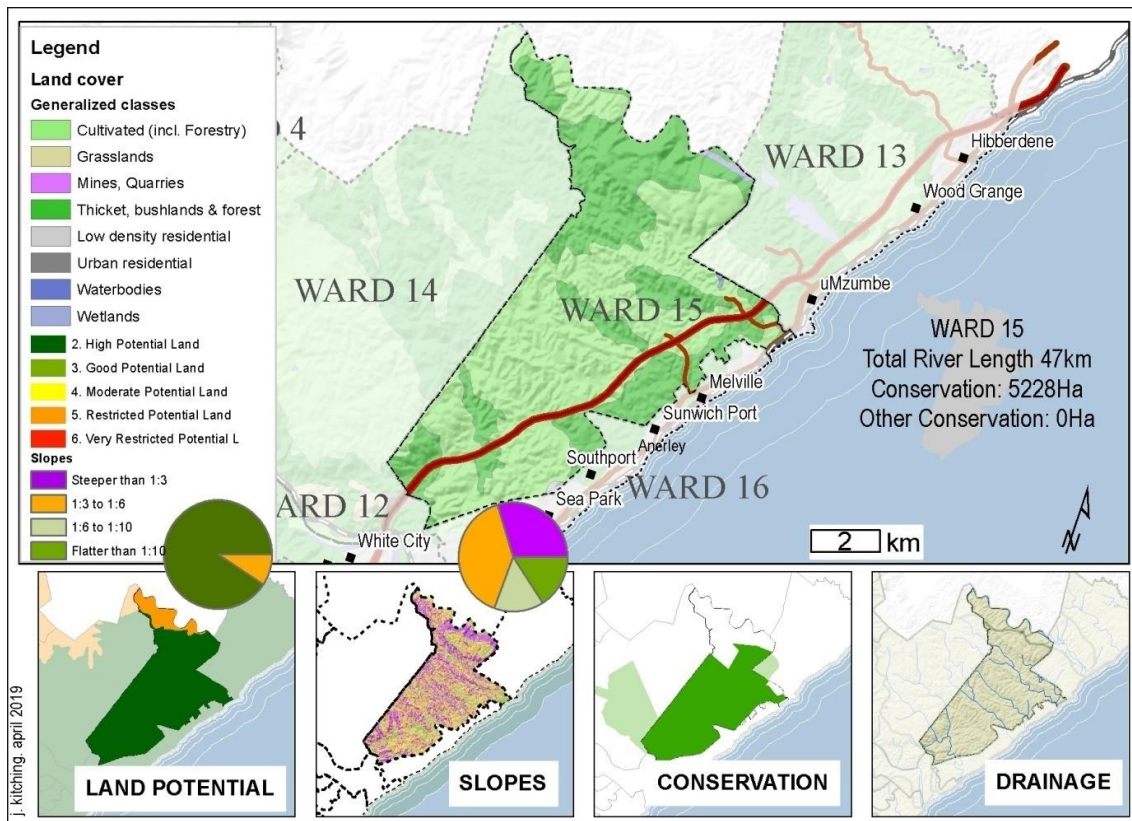 Legend
Land cover
Generalized classes
Cultivated (incl. Forestry)
Grasslands
Mines, Quarries
Thicket, bushlands & forest
Low density residential
Urban residential
Waterbodies
Wetlands
2. High Potential Land
3. Good Potential Land
4. Moderate Potential Land
5. Restricted Potential Land
6. Very Restricted Potential L
Slopes
Steeper than 1:3
1:3 to 1:6
1:6 to 1:10
Flatter than 1:10
4
WARD 13
Hibberdene
Wood Grange
WARD 14
uMzumbe
WARD 15
WARD 15
Total River Length 47km
Conservation: 5228Ha
Other Conservation: 0Ha
Melville
Sunwich Port
Anerley
Southport
WARD 16
Sea Park
ARD 12
White City
2 km
N
LAND POTENTIAL
SLOPES
CONSERVATION
DRAINAGE
j. kitching. april 2019